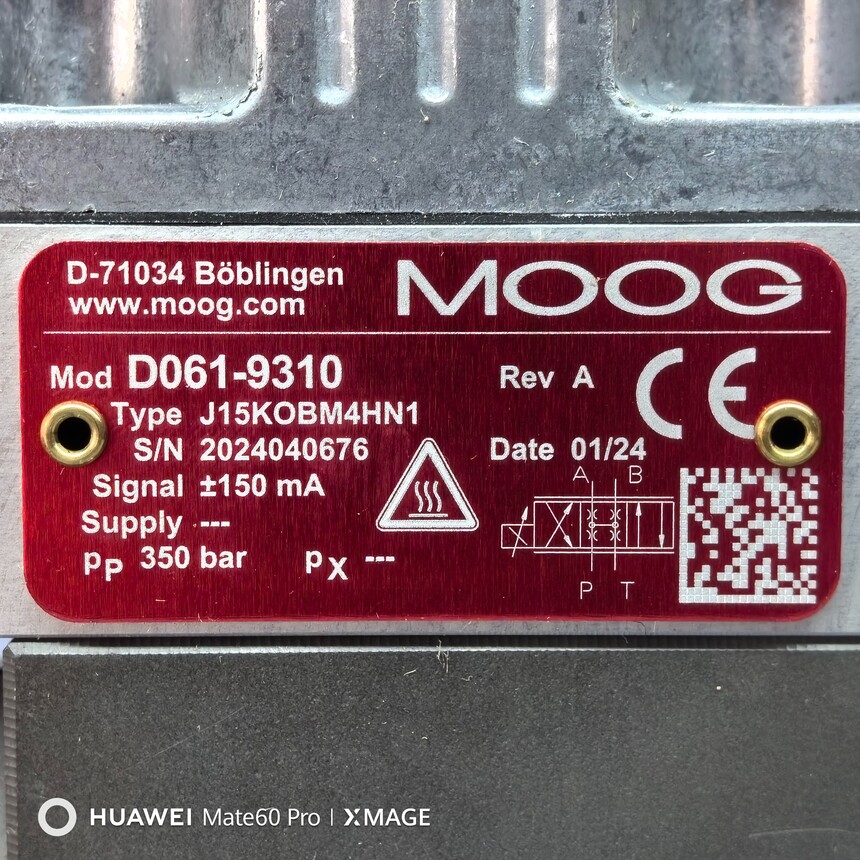 D-71034 Böblingen
www.moog.com
MOOG
Mod D061-9310
Rev A
CE
Type J15KOBM4HN1
S/N 2024040676
Date 01/24
Signal ±150 mA
Supply ---
pP 350 bar
pX ---
A B
P T
HUAWEI Mate60 Pro | XMAGE